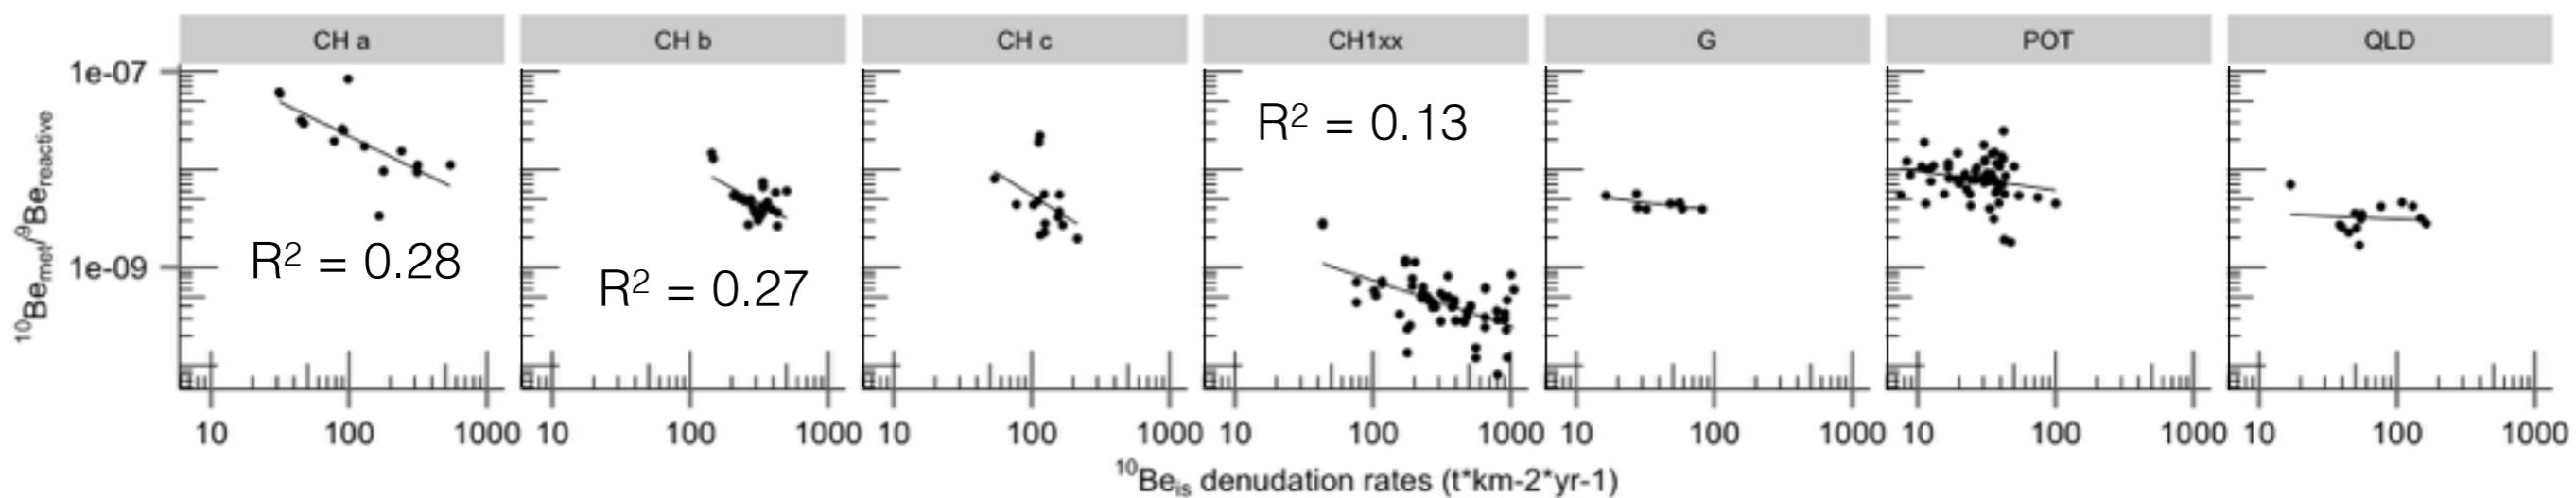 CH a CH b CH c CH1xx G POT QLD
1e-07
R² = 0.13
1e-09
R² = 0.28
R² = 0.27
¹⁰Beₘₑₜ/⁹Be_reactive
10 100 1000 10 100 1000 10 100 1000 10 100 1000 10 100 1000 10 100 1000 10 100 1000
¹⁰Beᵢₛ denudation rates (t*km-2*yr-1)